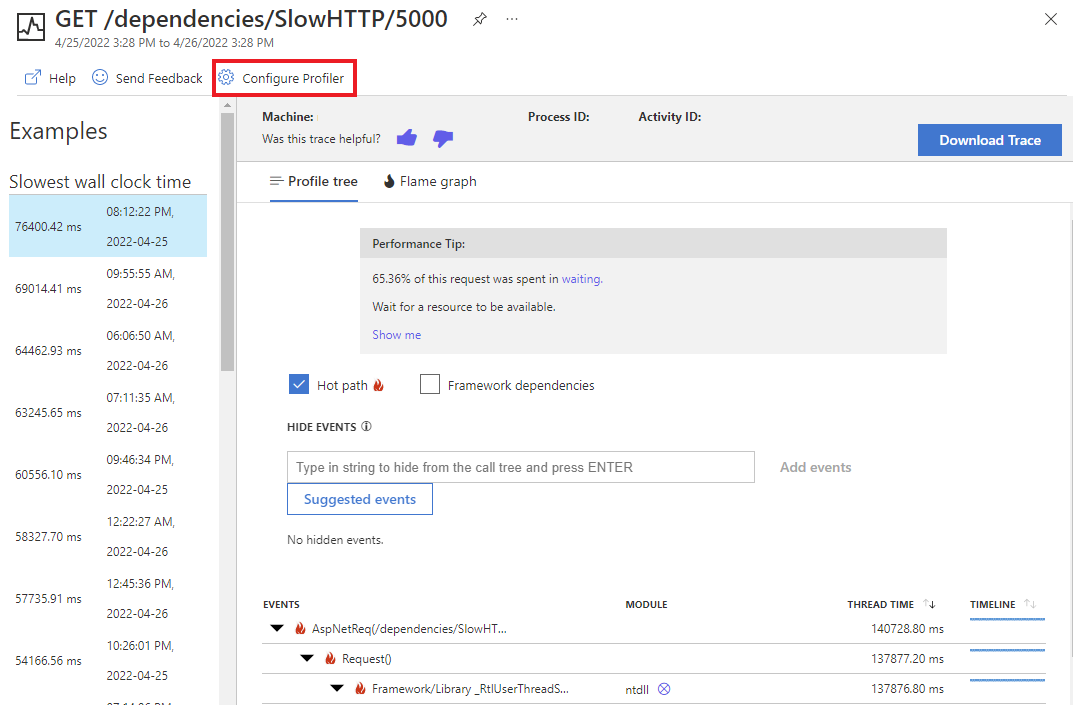 GET /dependencies/SlowHTTP/5000
4/25/2022 3:28 PM to 4/26/2022 3:28 PM
Help Send Feedback Configure Profiler
Examples
Slowest wall clock time
76400.42 ms 08:12:22 PM,
2022-04-25
69014.41 ms 09:55:55 AM,
2022-04-26
64462.93 ms 06:06:50 AM,
2022-04-26
63245.65 ms 07:11:35 AM,
2022-04-26
60556.10 ms 09:46:34 PM,
2022-04-25
58327.70 ms 12:22:27 AM,
2022-04-26
57735.91 ms 12:45:36 PM,
2022-04-26
54166.56 ms 10:26:01 PM,
2022-04-25
Machine: Process ID: Activity ID:
Was this trace helpful?
Download Trace
Profile tree Flame graph
Performance Tip:
65.36% of this request was spent in waiting.
Wait for a resource to be available.
Show me
Hot path Framework dependencies
HIDE EVENTS
Type in string to hide from the call tree and press ENTER Add events
Suggested events
No hidden events.
EVENTS MODULE THREAD TIME TIMELINE
AspNetReq(/dependencies/SlowHT... 140728.80 ms
Request() 137877.20 ms
Framework/Library _RtlUserThreadS... ntdll 137876.80 ms